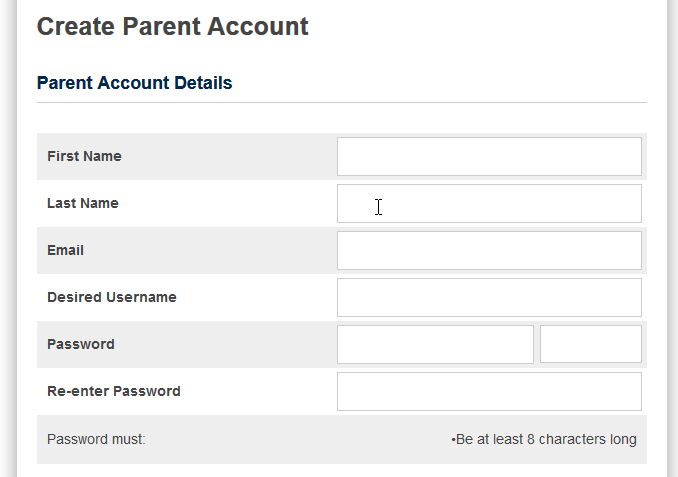 Create Parent Account
Parent Account Details
First Name
Last Name
Email
Desired Username
Password
Re-enter Password
Password must: •Be at least 8 characters long